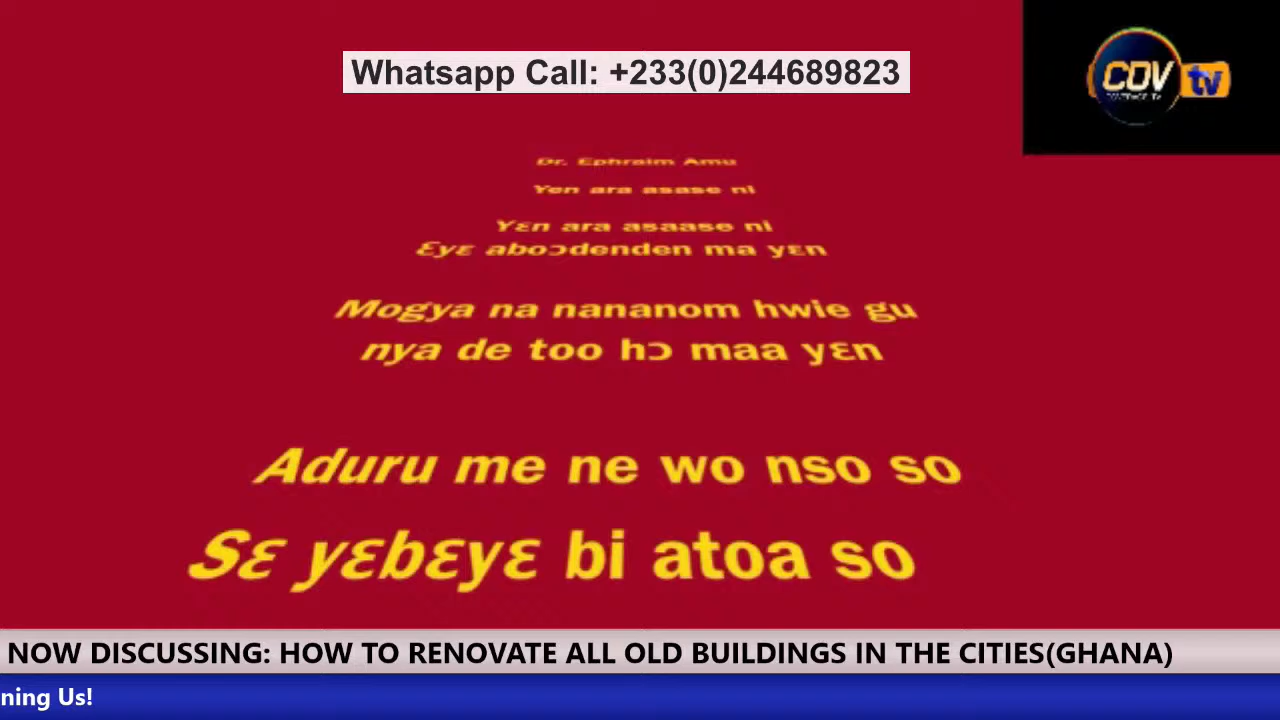 Whatsapp Call: +233(0)244689823
COV tv
Dr. Ephraim Amu
Yen ara asase ni
Yɛn ara asaase ni
Ɛyɛ aboɔdenden ma yɛn
Mogya na nananom hwie gu
nya de too hɔ maa yɛn
Aduru me ne wo nso so
Sɛ yɛbɛyɛ bi atoa so
NOW DISCUSSING: HOW TO RENOVATE ALL OLD BUILDINGS IN THE CITIES(GHANA)
ning Us!